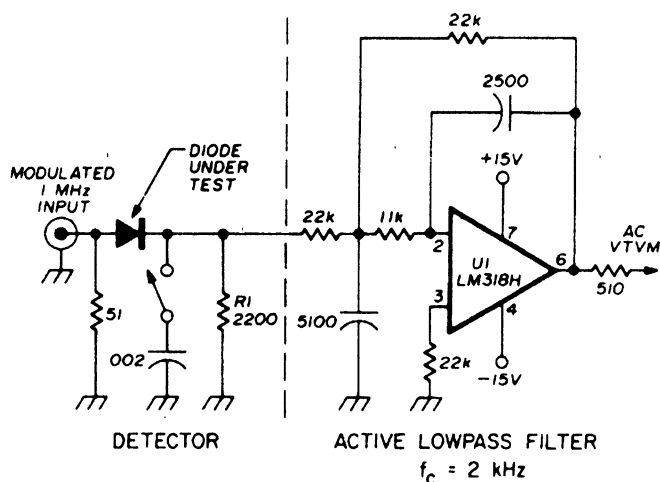 22k
2500
DIODE
UNDER
TEST
MODULATED
1 MHz
INPUT
+15V
22k
11k
2
7
U1
LM318H
6
AC
VTVM
510
3
4
51
002
R1
2200
5100
22k
-15V
DETECTOR
ACTIVE LOWPASS FILTER
fc = 2 kHz